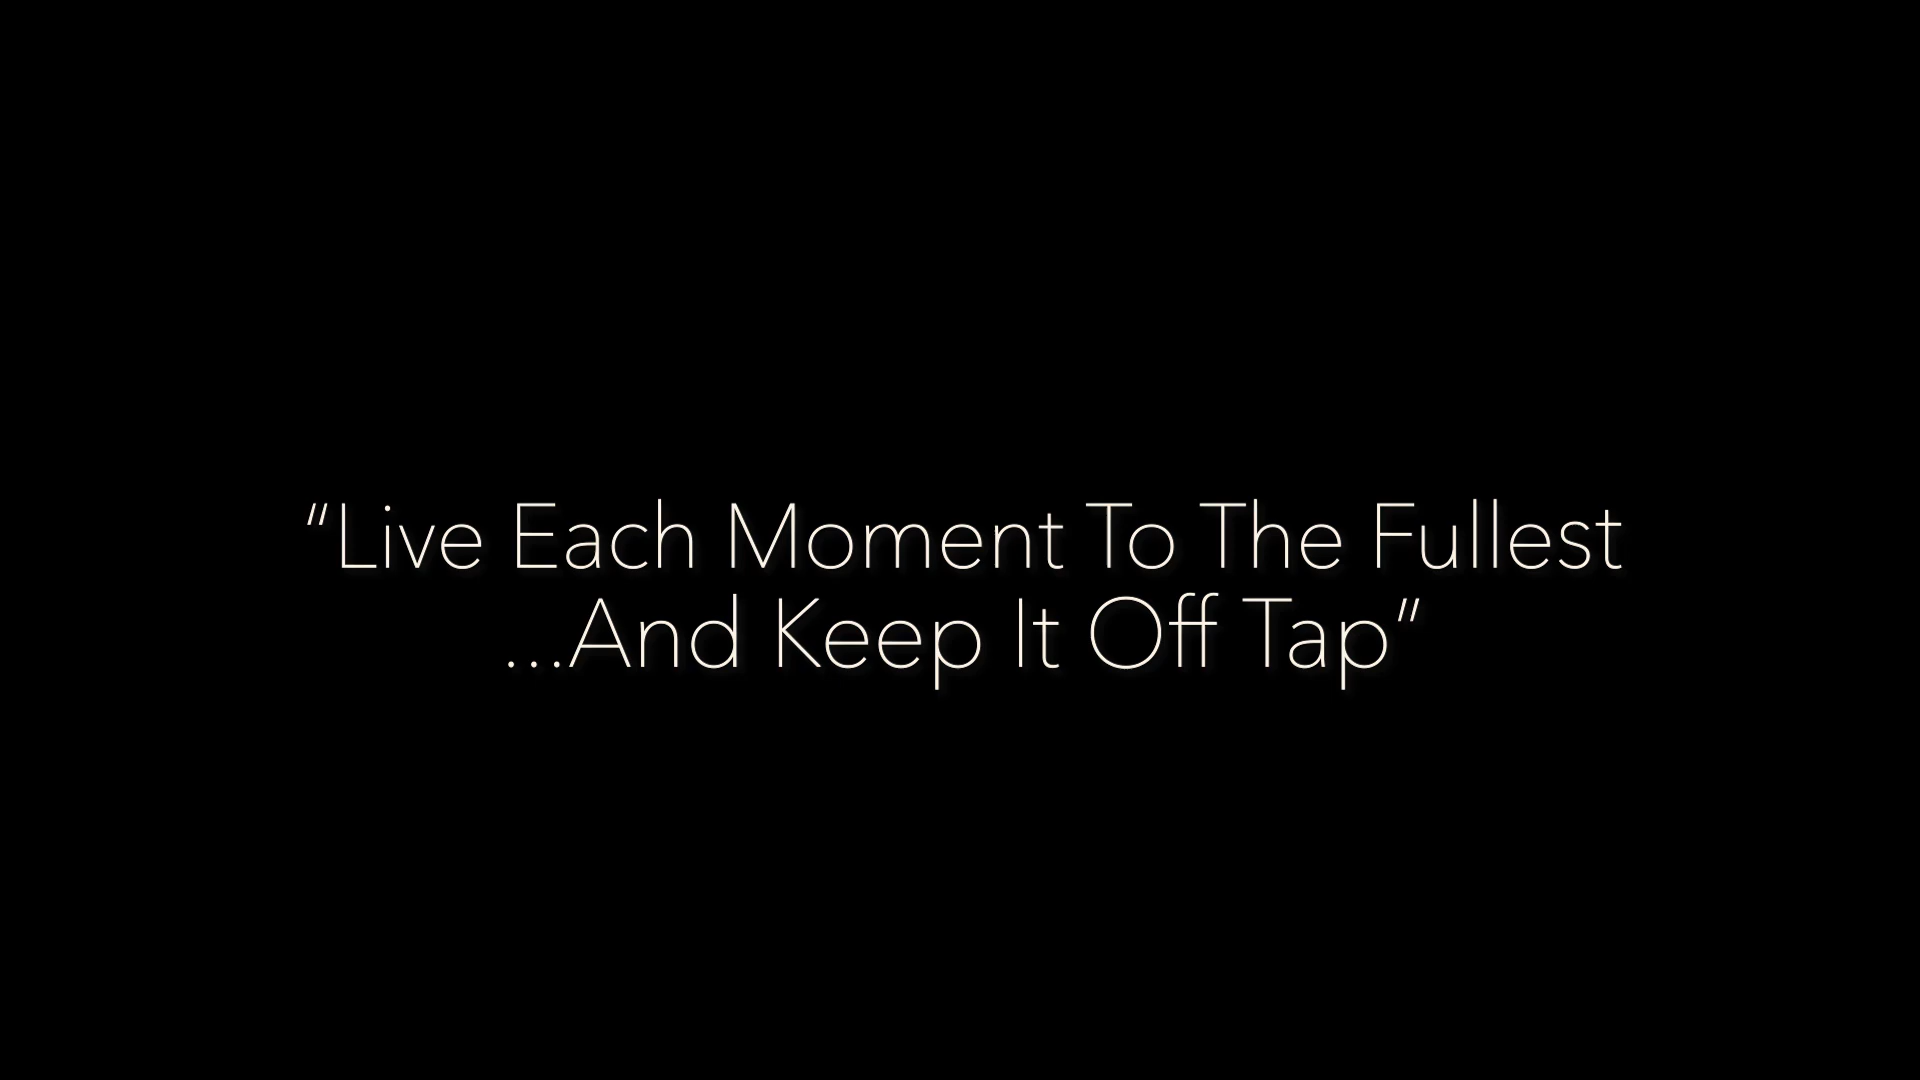 “Live Each Moment To The Fullest
...And Keep It Off Tap”